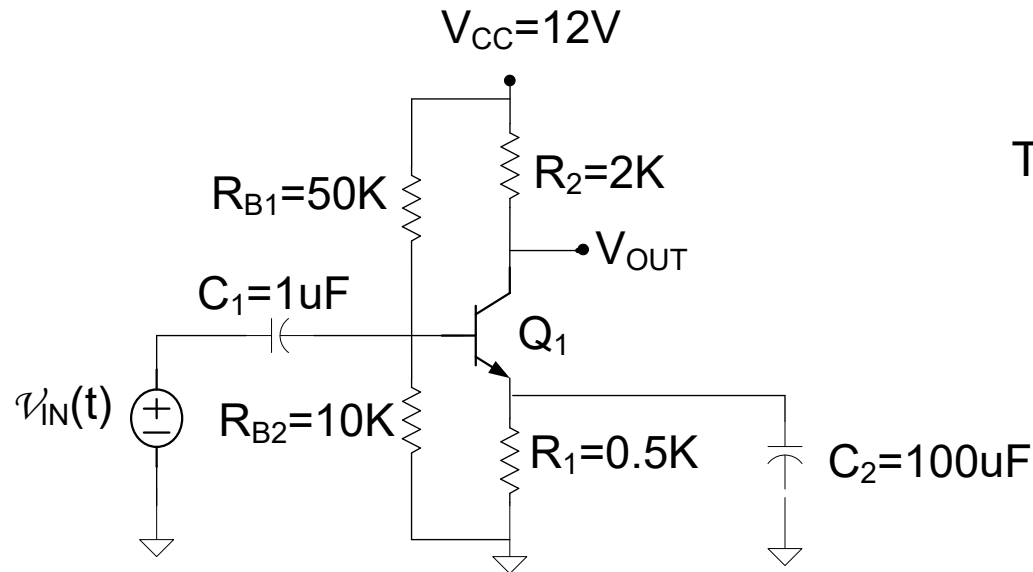 V_CC=12V
T
R_B1=50K
R_2=2K
V_OUT
C_1=1uF
Q_1
𝒱_IN(t)
R_B2=10K
R_1=0.5K
C_2=100uF